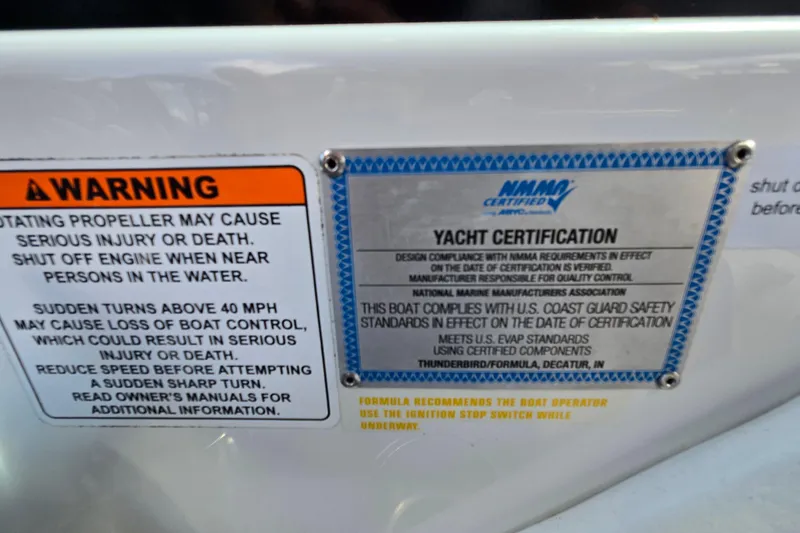 WARNING
OTATING PROPELLER MAY CAUSE
SERIOUS INJURY OR DEATH.
SHUT OFF ENGINE WHEN NEAR
PERSONS IN THE WATER.
SUDDEN TURNS ABOVE 40 MPH
MAY CAUSE LOSS OF BOAT CONTROL,
WHICH COULD RESULT IN SERIOUS
INJURY OR DEATH.
REDUCE SPEED BEFORE ATTEMPTING
A SUDDEN SHARP TURN.
READ OWNER'S MANUALS FOR
ADDITIONAL INFORMATION.
NMMA
CERTIFIED
using ABYC standards
YACHT CERTIFICATION
DESIGN COMPLIANCE WITH NMMA REQUIREMENTS IN EFFECT
ON THE DATE OF CERTIFICATION IS VERIFIED.
MANUFACTURER RESPONSIBLE FOR QUALITY CONTROL
NATIONAL MARINE MANUFACTURERS ASSOCIATION
THIS BOAT COMPLIES WITH U.S. COAST GUARD SAFETY
STANDARDS IN EFFECT ON THE DATE OF CERTIFICATION
MEETS U.S. EVAP STANDARDS
USING CERTIFIED COMPONENTS
THUNDERBIRD/FORMULA, DECATUR, IN
FORMULA RECOMMENDS THE BOAT OPERATOR
USE THE IGNITION STOP SWITCH WHILE
UNDERWAY.
shut o
before